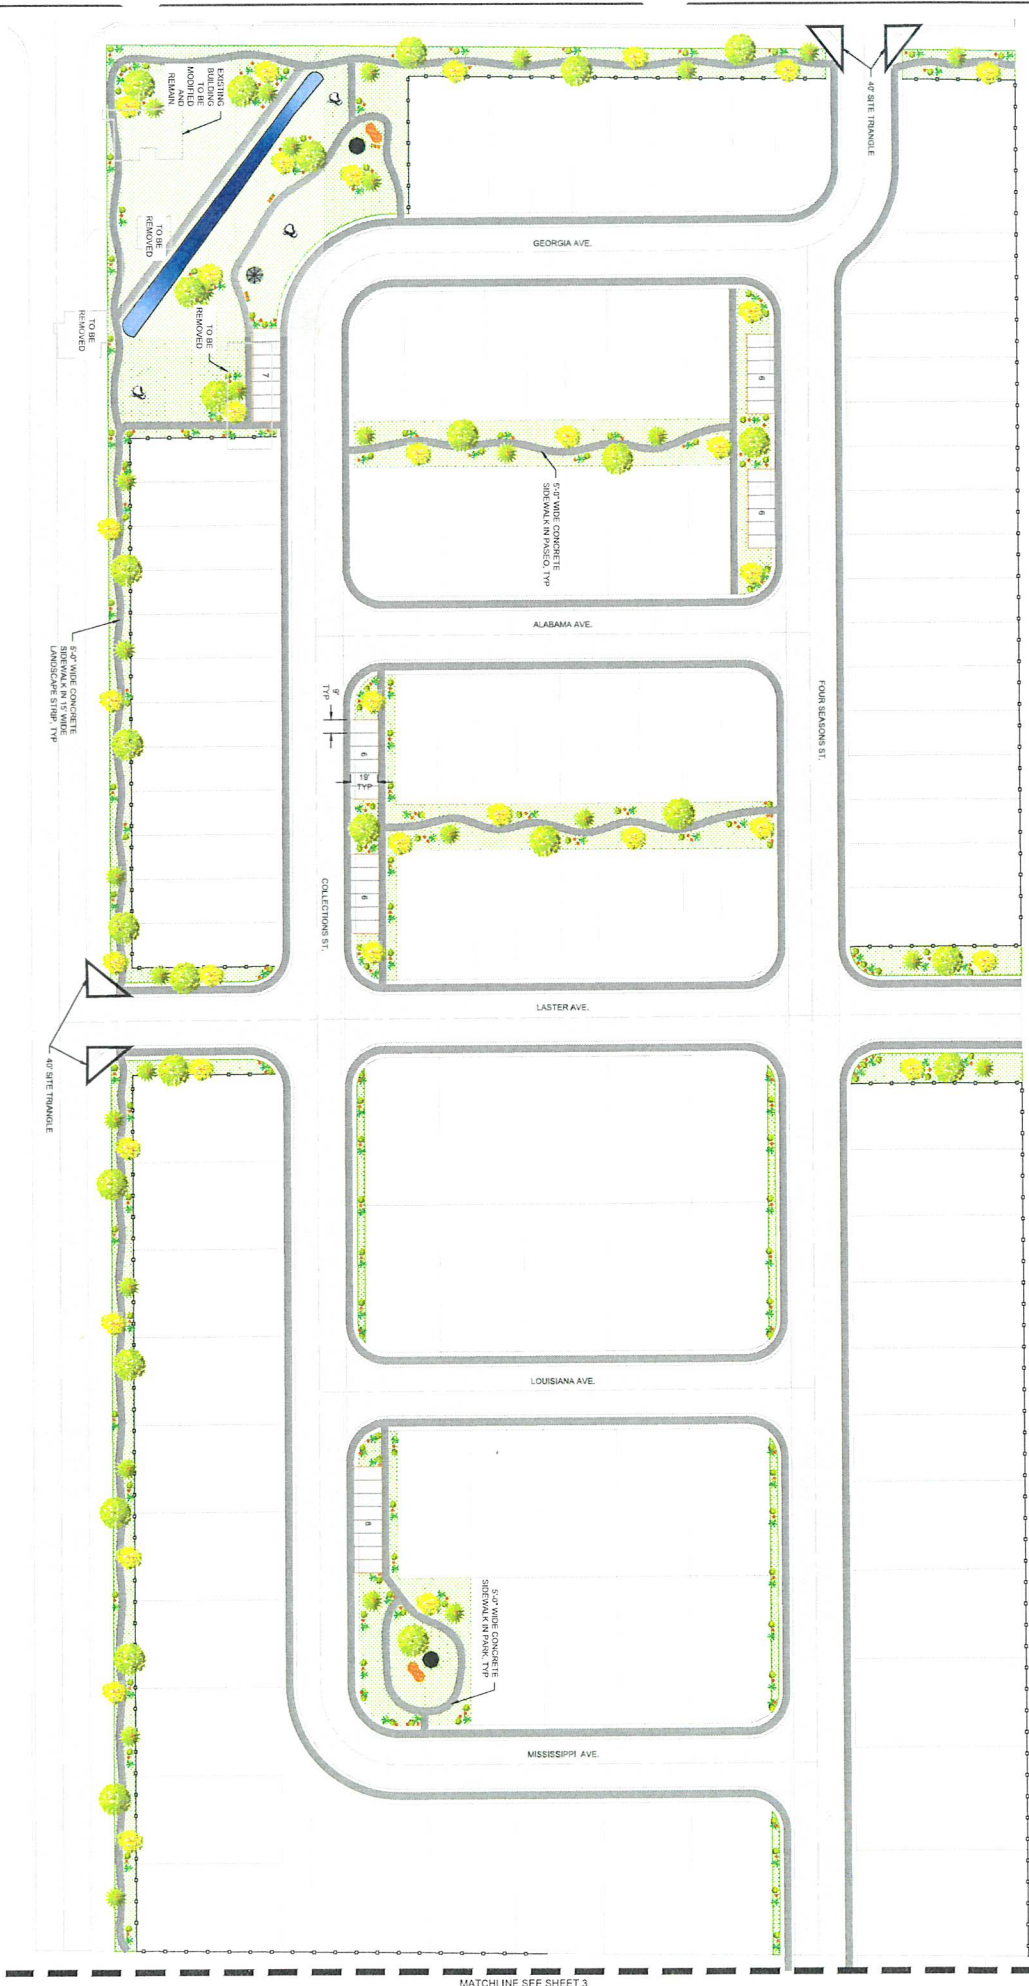 40' SITE TRIANGLE
EXISTING
BUILDING
TO BE
MODIFIED
AND
REMAIN
TO BE
REMOVED
TO BE
REMOVED
TO BE
REMOVED
7
GEORGIA AVE.
6
6
5'-0" WIDE CONCRETE
SIDEWALK IN PASEO, TYP
ALABAMA AVE.
FOUR SEASONS ST.
5'-0" WIDE CONCRETE
SIDEWALK IN 15' WIDE
LANDSCAPE STRIP, TYP
9'
TYP
6
18'
TYP
6
COLLECTIONS ST.
LASTER AVE.
40' SITE TRIANGLE
LOUISIANA AVE.
8
5'-0" WIDE CONCRETE
SIDEWALK IN PARK, TYP
MISSISSIPPI AVE.
MATCHLINE SEE SHEET 3